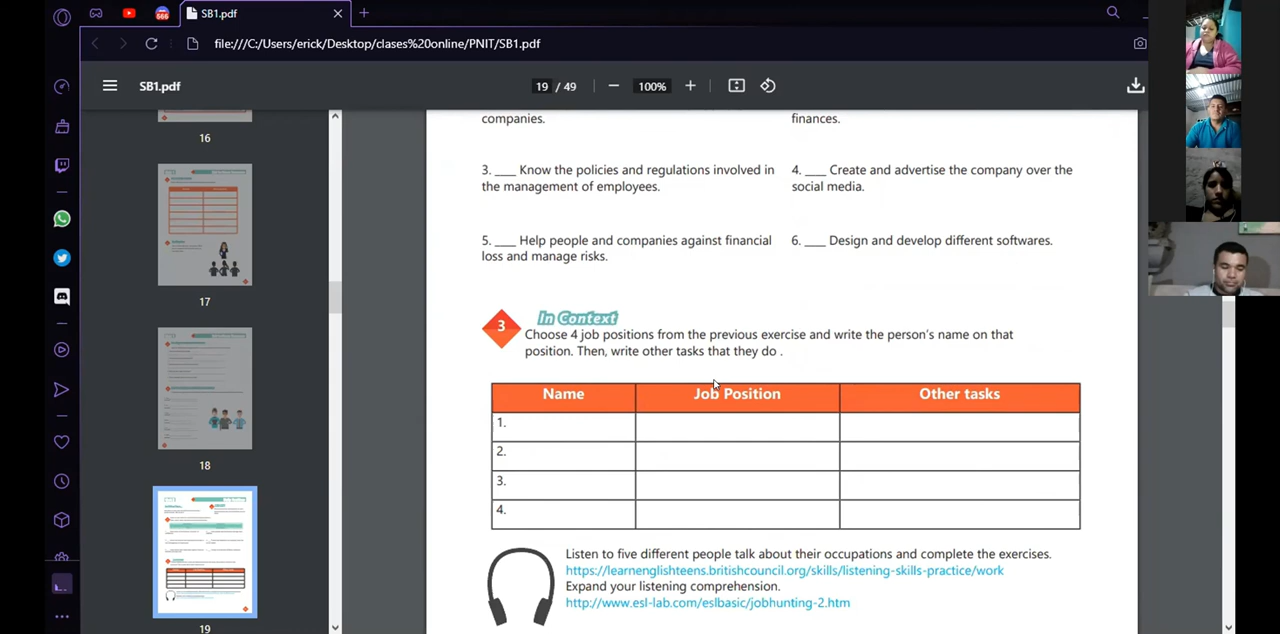 666
SB1.pdf
file:///C:/Users/erick/Desktop/clases%20online/PNIT/SB1.pdf
SB1.pdf
19 / 49
100%
16
17
18
19
companies.
finances.
3. ___ Know the policies and regulations involved in
the management of employees.
4. ___ Create and advertise the company over the
social media.
5. ___ Help people and companies against financial
loss and manage risks.
6. ___ Design and develop different softwares.
3
In Context
Choose 4 job positions from the previous exercise and write the person's name on that
position. Then, write other tasks that they do .
Name Job Position Other tasks
1.
2.
3.
4.
Listen to five different people talk about their occupations and complete the exercises.
https://learnenglishteens.britishcouncil.org/skills/listening-skills-practice/work
Expand your listening comprehension.
http://www.esl-lab.com/eslbasic/jobhunting-2.htm